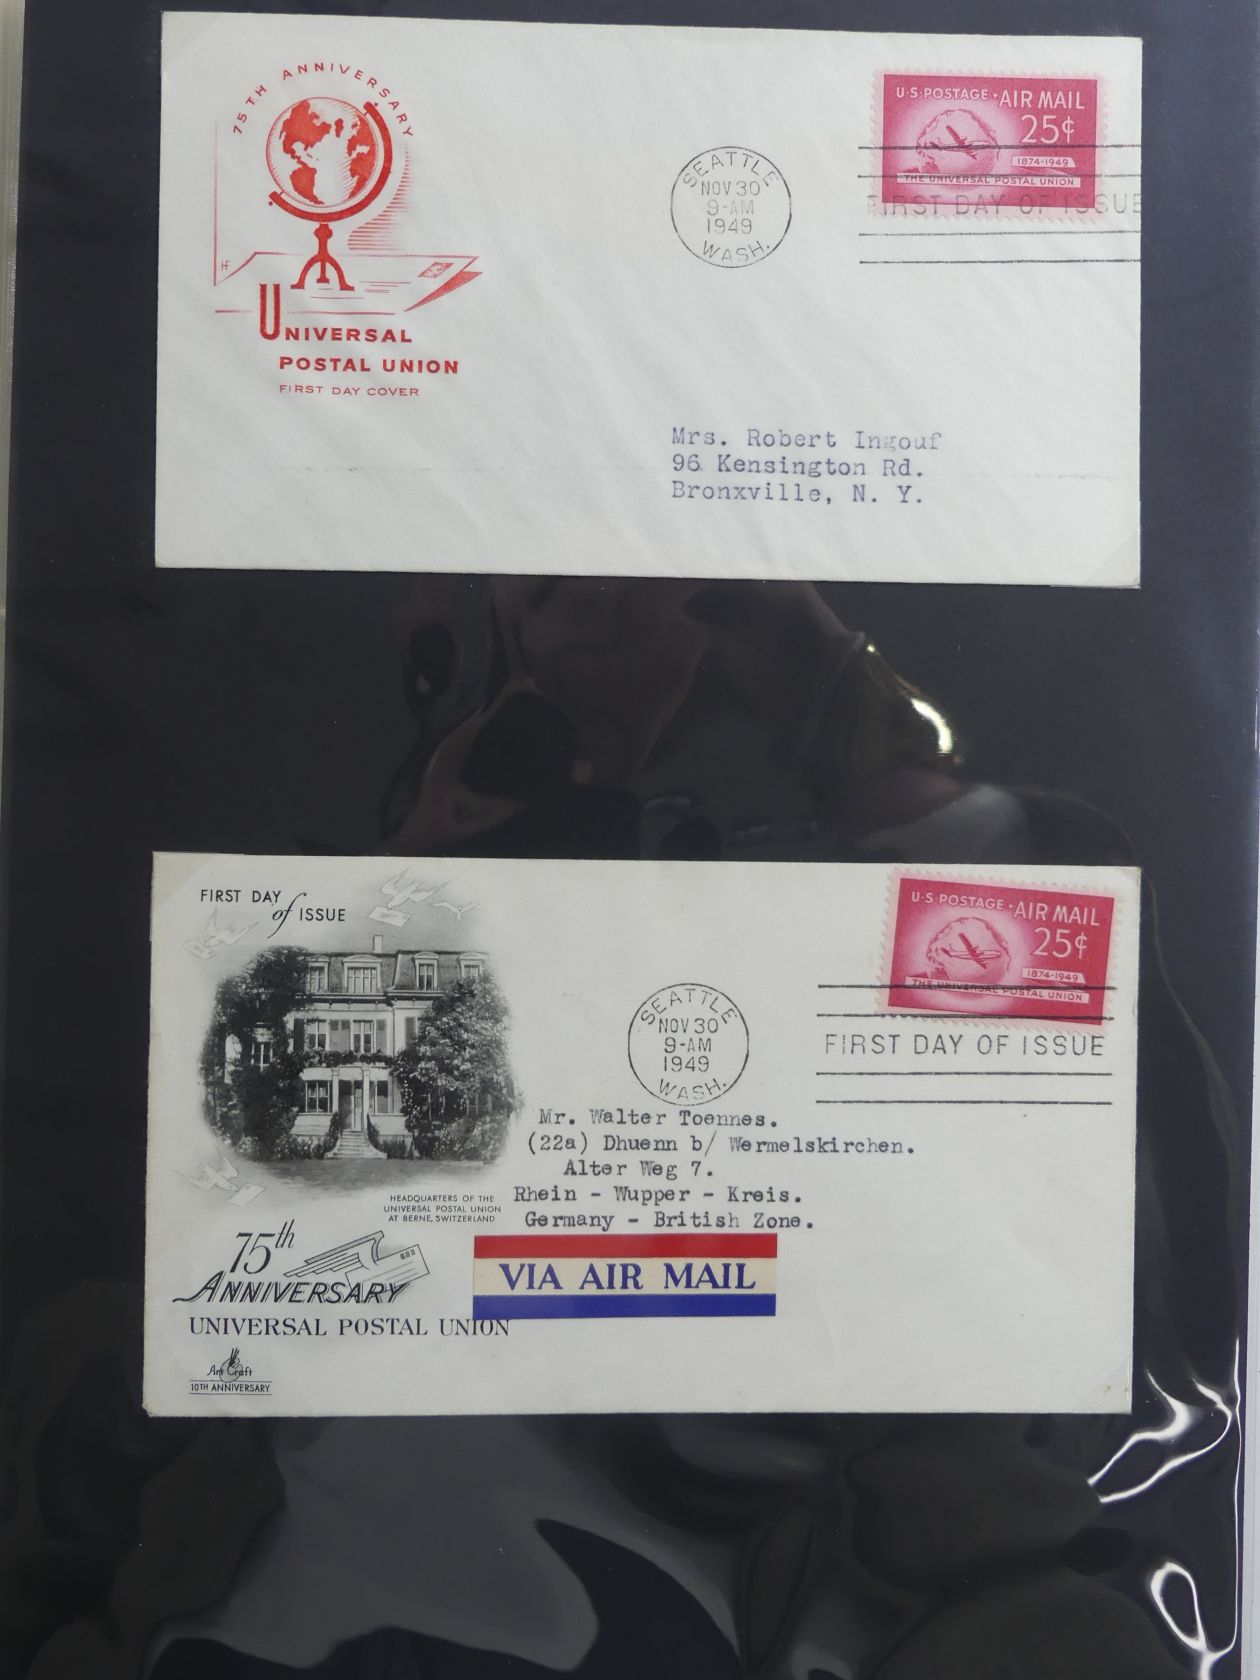 75TH ANNIVERSARY
HF
UNIVERSAL
POSTAL UNION
FIRST DAY COVER
SEATTLE
NOV 30
9-AM
1949
WASH.
U·S·POSTAGE·AIR MAIL
25¢
1874-1949
THE UNIVERSAL POSTAL UNION
FIRST DAY OF ISSUE
Mrs. Robert Ingouf
96 Kensington Rd.
Bronxville, N. Y.
FIRST DAY
of ISSUE
HEADQUARTERS OF THE
UNIVERSAL POSTAL UNION
AT BERNE, SWITZERLAND
75th
ANNIVERSARY
UNIVERSAL POSTAL UNION
Art Craft
10TH ANNIVERSARY
SEATTLE
NOV 30
9-AM
1949
WASH.
U·S·POSTAGE·AIR MAIL
25¢
1874-1949
THE UNIVERSAL POSTAL UNION
FIRST DAY OF ISSUE
Mr. Walter Toennes.
(22a) Dhuenn b/ Wermelskirchen.
Alter Weg 7.
Rhein - Wupper - Kreis.
Germany - British Zone.
VIA AIR MAIL